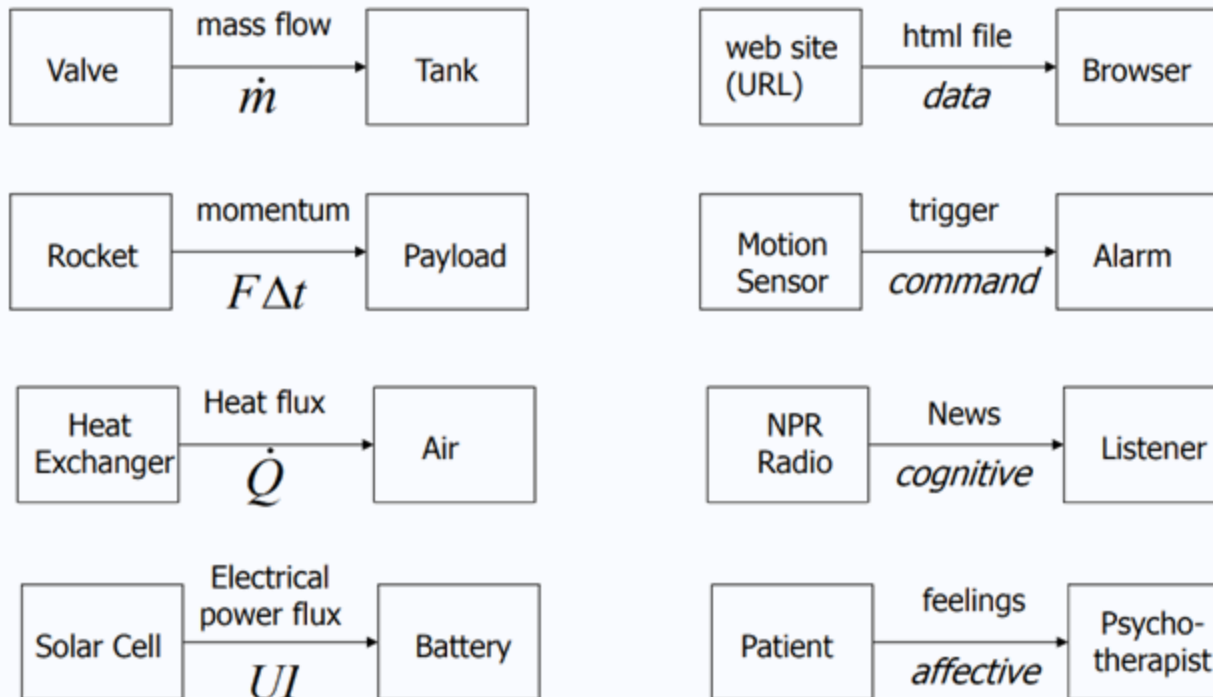 Valve
mass flow
ṁ
Tank
web site
(URL)
html file
data
Browser
Rocket
momentum
FΔt
Payload
Motion
Sensor
trigger
command
Alarm
Heat
Exchanger
Heat flux
Q̇
Air
NPR
Radio
News
cognitive
Listener
Solar Cell
Electrical
power flux
UI
Battery
Patient
feelings
affective
Psycho-
therapist